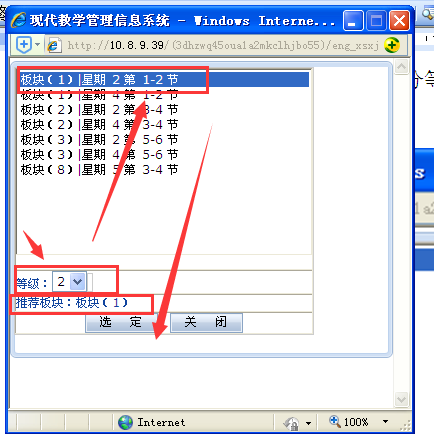 现代教学管理信息系统 - Windows Interne...
http://10.8.9.39/(3dhzwq45oua1a2mkclhjbo55)/eng_xsxj
板块(1)|星期 2第 1-2节
板块(1)|星期 4第 1-2节
板块(2)|星期 2第 3-4节
板块(2)|星期 4第 3-4节
板块(3)|星期 2第 5-6节
板块(3)|星期 4第 5-6节
板块(8)|星期 5第 3-4节
等级: 2
推荐板块:板块(1)
选 定 关 闭
Internet 100%